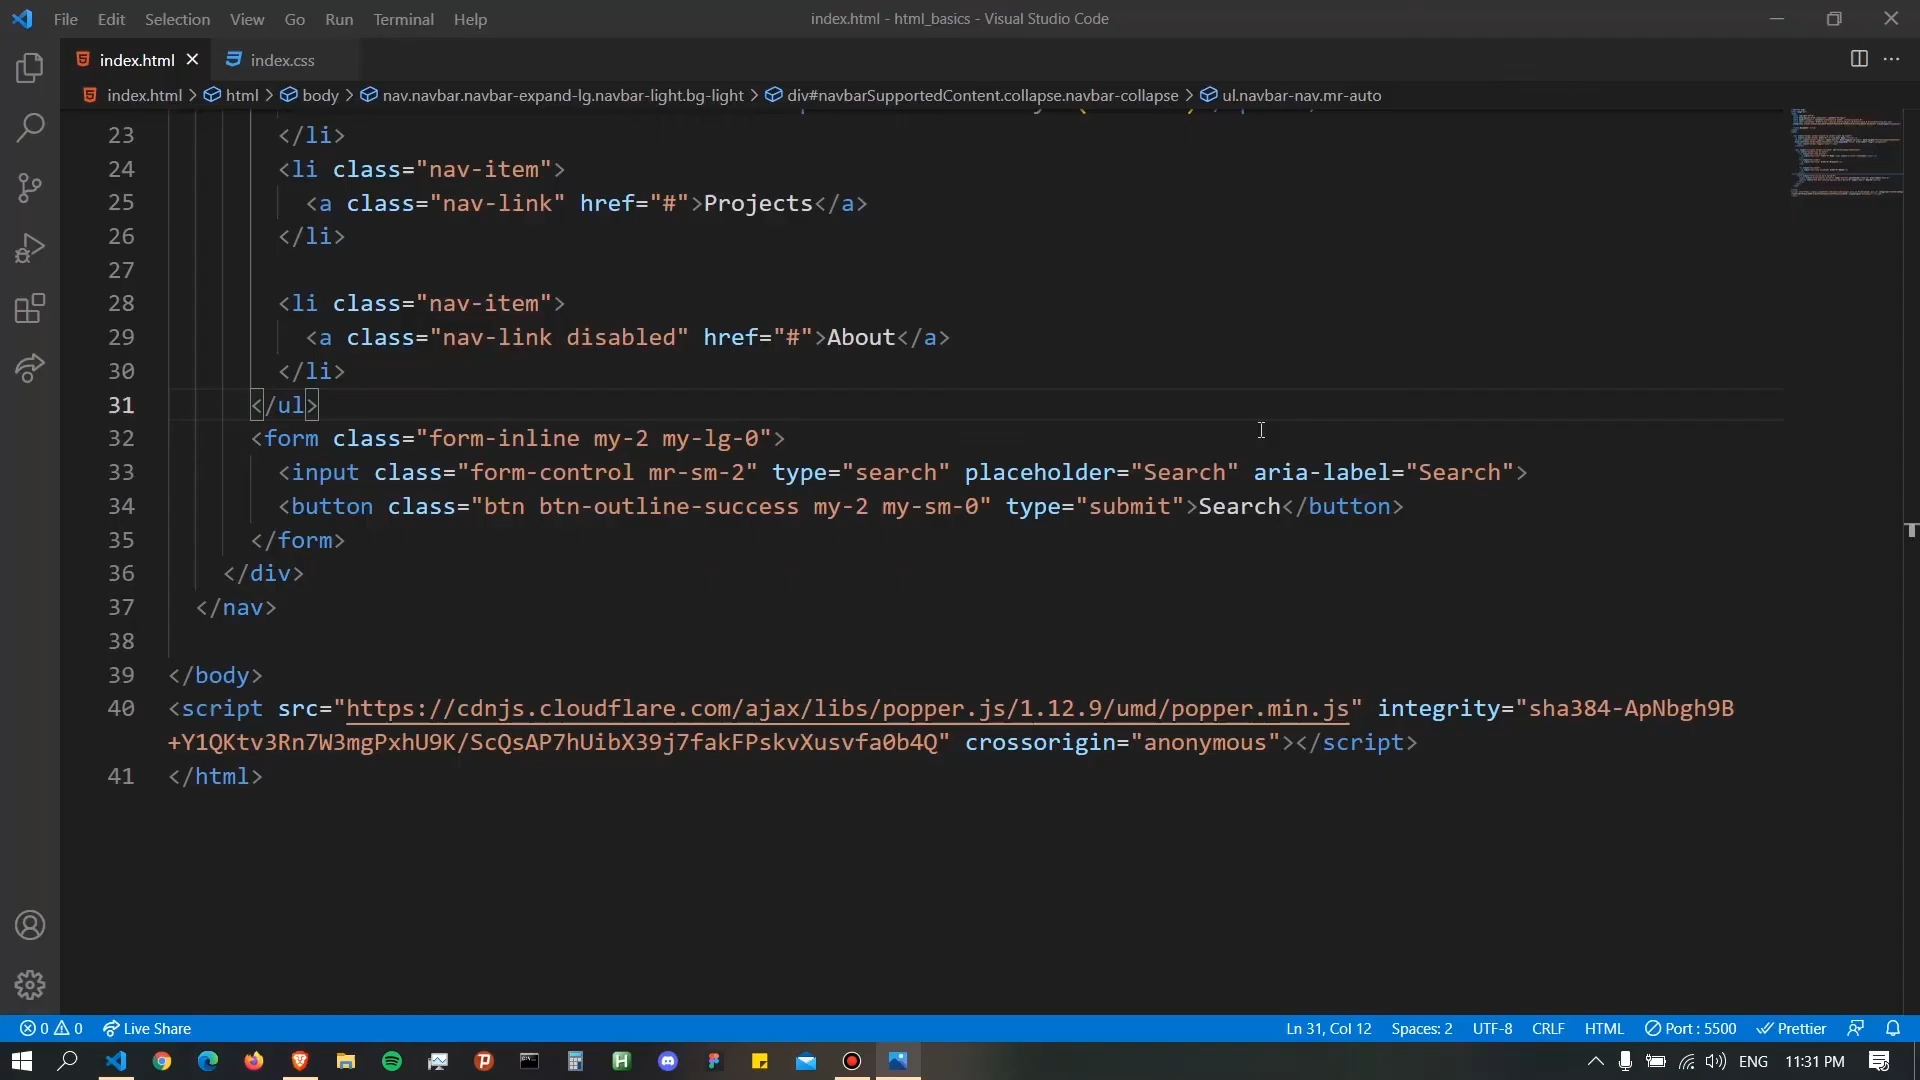 File Edit Selection View Go Run Terminal Help
index.html - html_basics - Visual Studio Code
index.html
index.css
index.html > html > body > nav.navbar.navbar-expand-lg.navbar-light.bg-light > div#navbarSupportedContent.collapse.navbar-collapse > ul.navbar-nav.mr-auto
23 </li>
24 <li class="nav-item">
25 <a class="nav-link" href="#">Projects</a>
26 </li>
27
28 <li class="nav-item">
29 <a class="nav-link disabled" href="#">About</a>
30 </li>
31 </ul>
32 <form class="form-inline my-2 my-lg-0">
33 <input class="form-control mr-sm-2" type="search" placeholder="Search" aria-label="Search">
34 <button class="btn btn-outline-success my-2 my-sm-0" type="submit">Search</button>
35 </form>
36 </div>
37 </nav>
38
39 </body>
40 <script src="https://cdnjs.cloudflare.com/ajax/libs/popper.js/1.12.9/umd/popper.min.js" integrity="sha384-ApNbgh9B
+Y1QKtv3Rn7W3mgPxhU9K/ScQsAP7hUibX39j7fakFPskvXusvfa0b4Q" crossorigin="anonymous"></script>
41 </html>
0 0 Live Share
Ln 31, Col 12 Spaces: 2 UTF-8 CRLF HTML Port : 5500 Prettier
ENG 11:31 PM